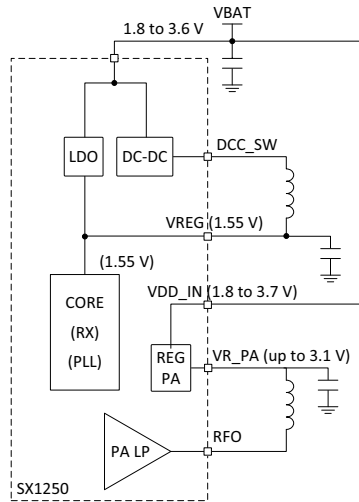 VBAT
1.8 to 3.6 V
LDO
DC-DC
DCC_SW
VREG (1.55 V)
(1.55 V)
CORE
(RX)
(PLL)
VDD_IN (1.8 to 3.7 V)
REG
PA
VR_PA (up to 3.1 V)
PA LP
RFO
SX1250